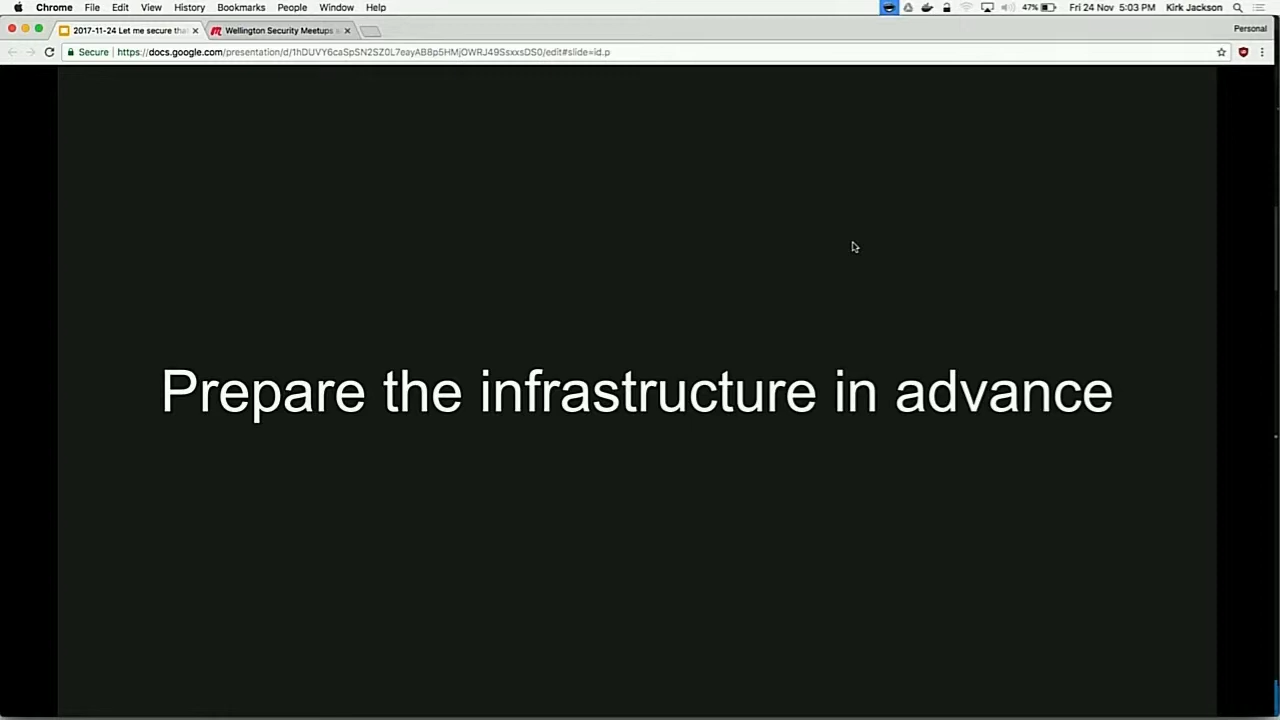 Chrome File Edit View History Bookmarks People Window Help 47% Fri 24 Nov 5:03 PM Kirk Jackson
2017-11-24 Let me secure tha Wellington Security Meetups Personal
Secure https://docs.google.com/presentation/d/1hDUVY6caSpSN2SZ0L7eayAB8p5HMjOWRJ49SsxxsDS0/edit#slide=id.p
Prepare the infrastructure in advance